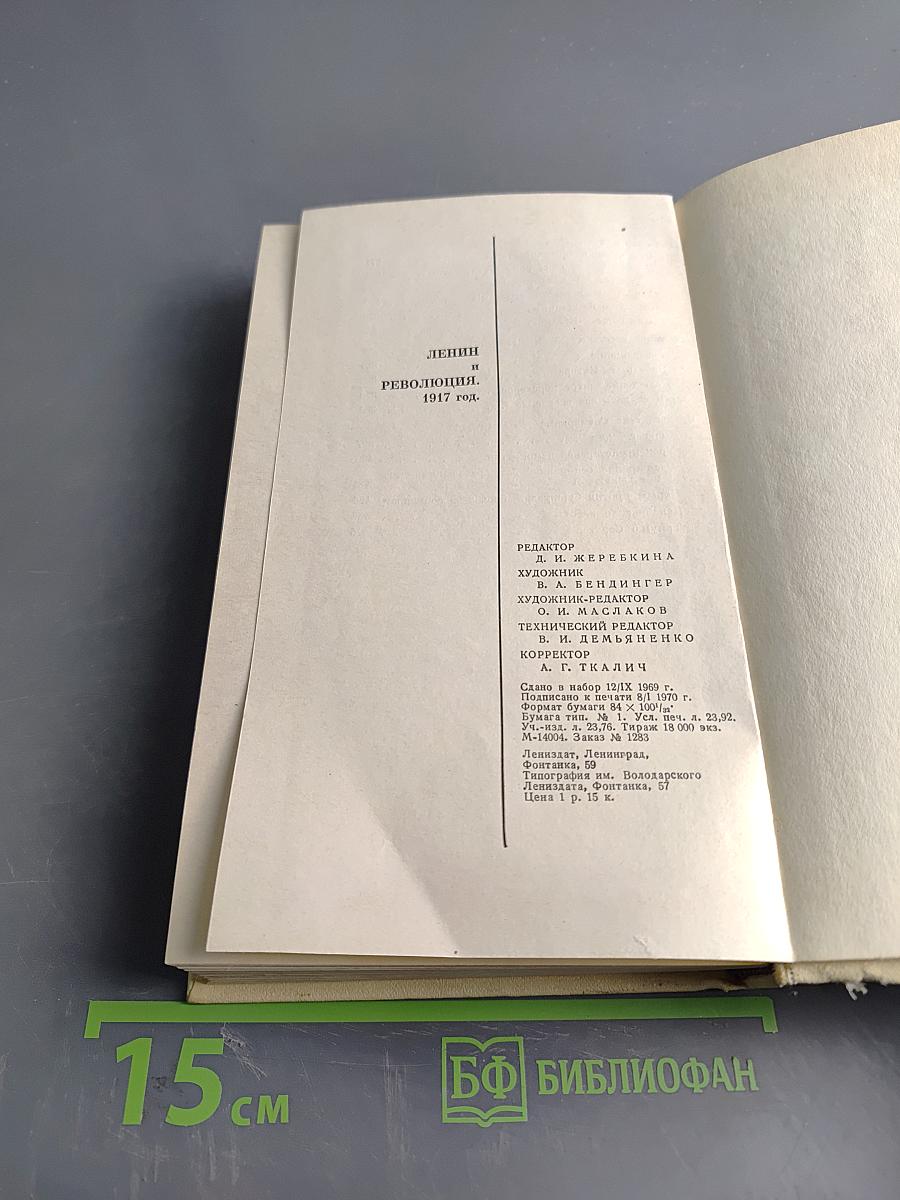 ЛЕНИН
и
РЕВОЛЮЦИЯ.
1917 год.
РЕДАКТОР
Д. И. ЖЕРЕБКИНА
ХУДОЖНИК
В. А. БЕНДИНГЕР
ХУДОЖНИК-РЕДАКТОР
О. И. МАСЛАКОВ
ТЕХНИЧЕСКИЙ РЕДАКТОР
В. И. ДЕМЬЯНЕНКО
КОРРЕКТОР
А. Г. ТКАЛИЧ
Сдано в набор 12/IX 1969 г.
Подписано к печати 8/I 1970 г.
Формат бумаги 84 × 100¹/₃₂.
Бумага тип. № 1. Усл. печ. л. 23,92.
Уч.-изд. л. 23,76. Тираж 18 000 экз.
М-14004. Заказ № 1283
Лениздат, Ленинград,
Фонтанка, 59
Типография им. Володарского
Лениздата, Фонтанка, 57
Цена 1 р. 15 к.
15 см
БФ БИБЛИОФАН